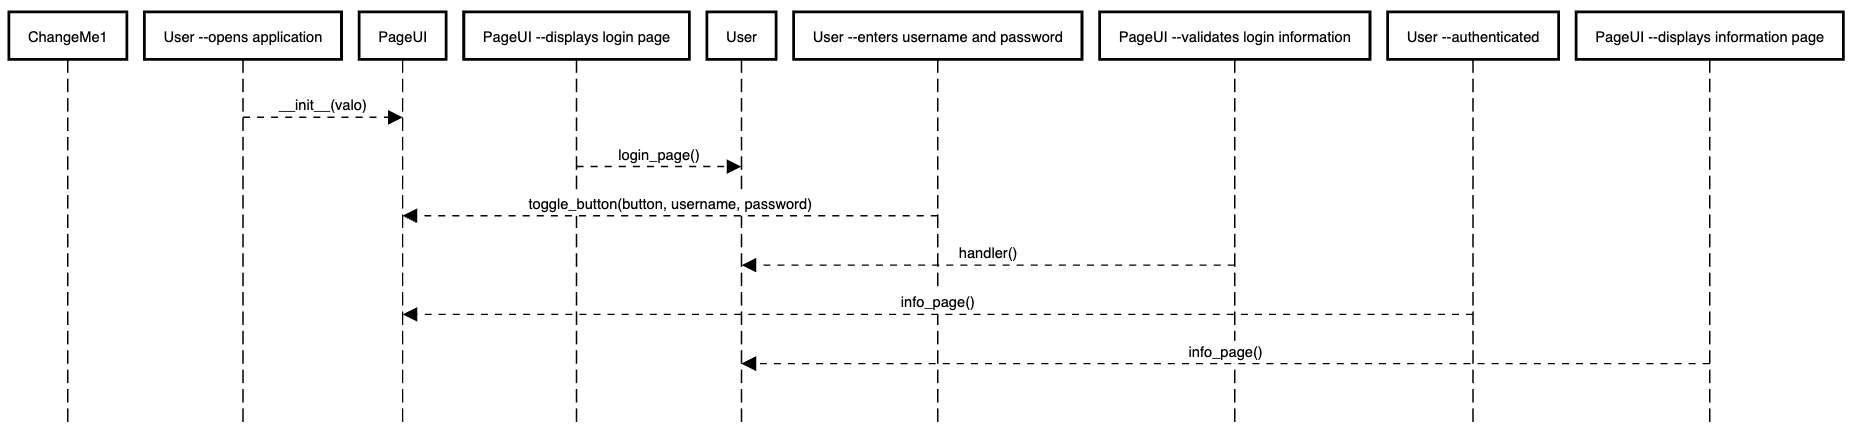 ChangeMe1
User --opens application
PageUI
PageUI --displays login page
User
User --enters username and password
PageUI --validates login information
User --authenticated
PageUI --displays information page
__init__(valo)
login_page()
toggle_button(button, username, password)
handler()
info_page()
info_page()